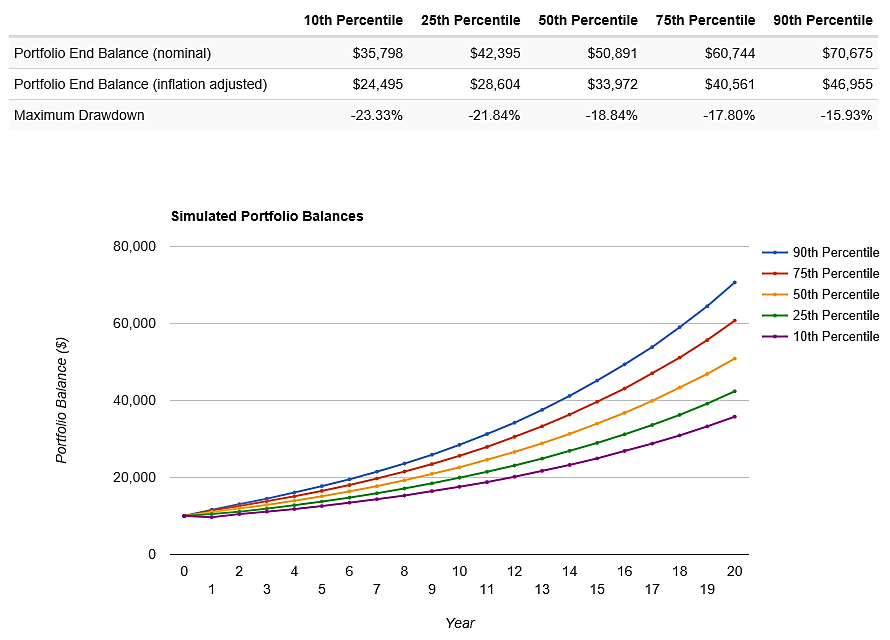 10th Percentile 25th Percentile 50th Percentile 75th Percentile 90th Percentile
Portfolio End Balance (nominal) $35,798 $42,395 $50,891 $60,744 $70,675
Portfolio End Balance (inflation adjusted) $24,495 $28,604 $33,972 $40,561 $46,955
Maximum Drawdown -23.33% -21.84% -18.84% -17.80% -15.93%
Simulated Portfolio Balances
80,000
60,000
40,000
20,000
0
Portfolio Balance ($)
90th Percentile
75th Percentile
50th Percentile
25th Percentile
10th Percentile
0 2 4 6 8 10 12 14 16 18 20
1 3 5 7 9 11 13 15 17 19
Year